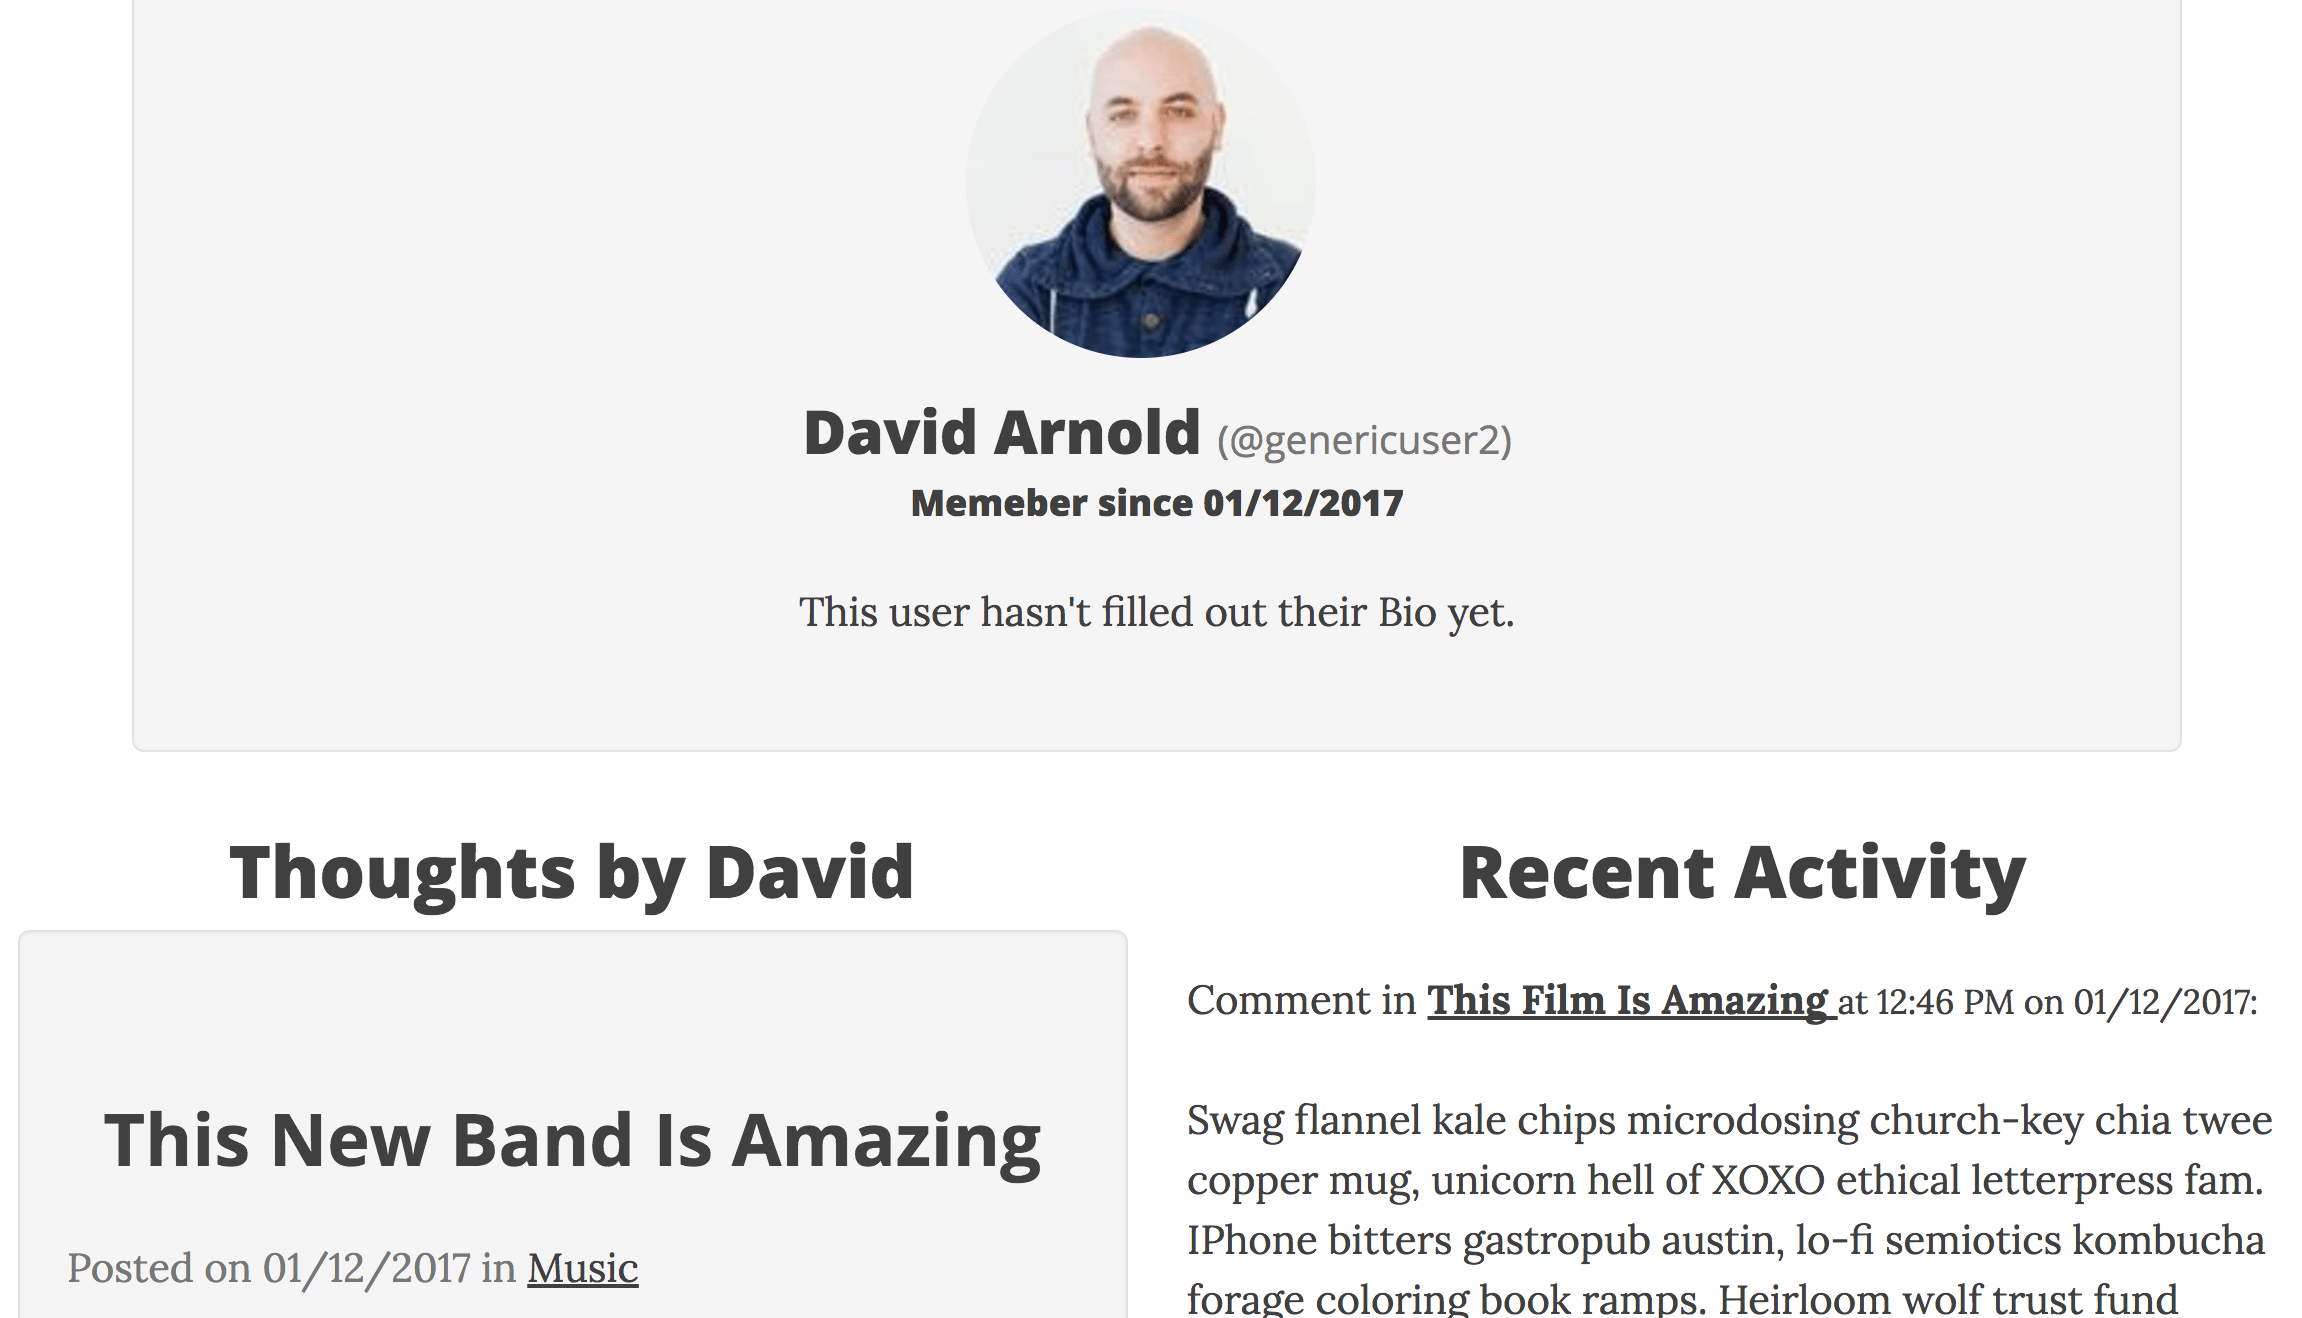 David Arnold (@genericuser2)
Memeber since 01/12/2017
This user hasn't filled out their Bio yet.
Thoughts by David
This New Band Is Amazing
Posted on 01/12/2017 in Music
Recent Activity
Comment in This Film Is Amazing at 12:46 PM on 01/12/2017:
Swag flannel kale chips microdosing church-key chia twee
copper mug, unicorn hell of XOXO ethical letterpress fam.
IPhone bitters gastropub austin, lo-fi semiotics kombucha
forage coloring book ramps. Heirloom wolf trust fund